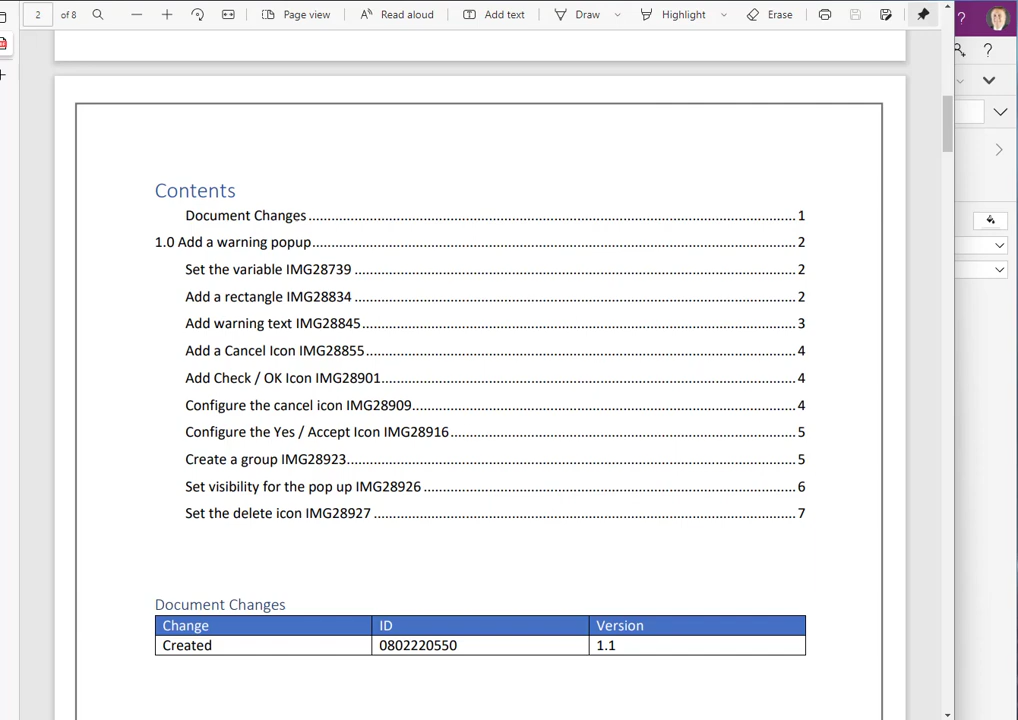 2 of 8 Page view Read aloud Add text Draw Highlight Erase ?
?
Contents
Document Changes 1
1.0 Add a warning popup 2
Set the variable IMG28739 2
Add a rectangle IMG28834 2
Add warning text IMG28845 3
Add a Cancel Icon IMG28855 4
Add Check / OK Icon IMG28901 4
Configure the cancel icon IMG28909 4
Configure the Yes / Accept Icon IMG28916 5
Create a group IMG28923 5
Set visibility for the pop up IMG28926 6
Set the delete icon IMG28927 7
Document Changes
Change ID Version
Created 0802220550 1.1